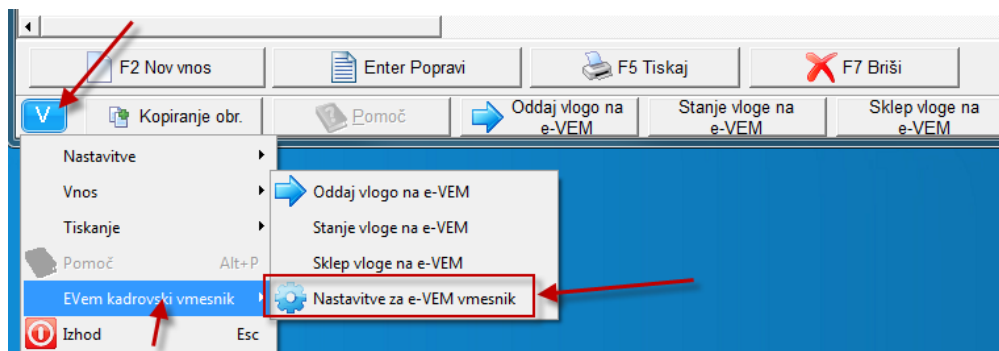 F2 Nov vnos
Enter Popravi
F5 Tiskaj
F7 Briši
V
Kopiranje obr.
Pomoč
Oddaj vlogo na
e-VEM
Stanje vloge na
e-VEM
Sklep vloge na
e-VEM
Nastavitve
Vnos
Tiskanje
Pomoč Alt+P
EVem kadrovski vmesnik
Izhod Esc
Oddaj vlogo na e-VEM
Stanje vloge na e-VEM
Sklep vloge na e-VEM
Nastavitve za e-VEM vmesnik